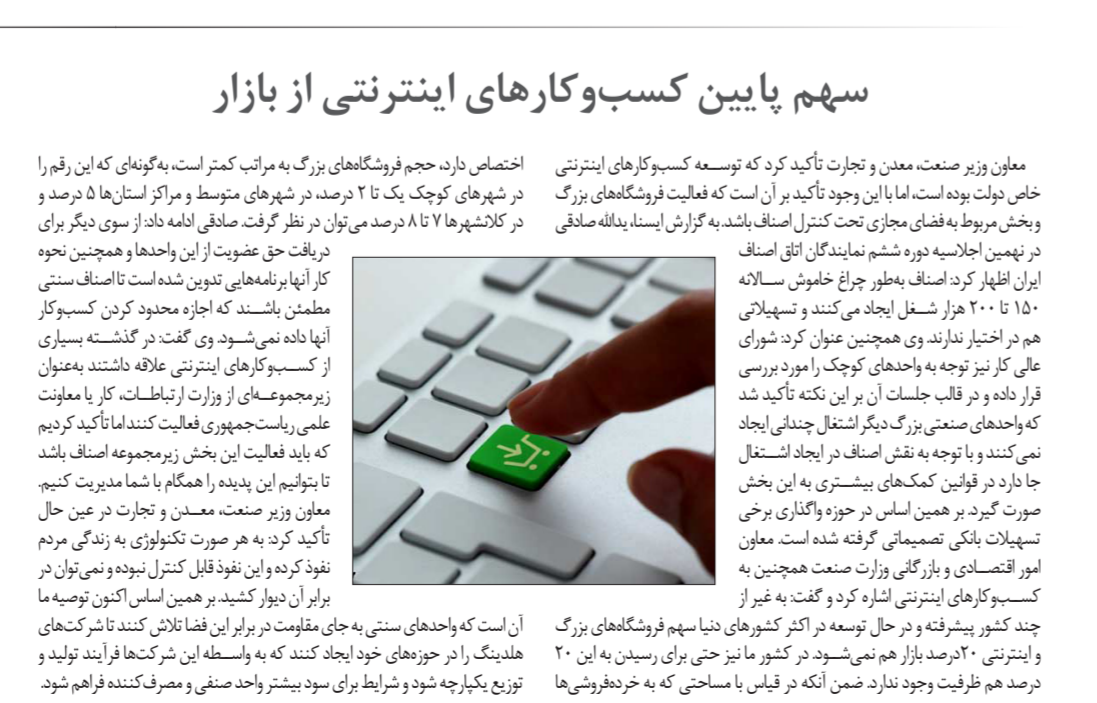 سهم پایین کسب‌وکارهای اینترنتی از بازار
معاون وزیر صنعت، معدن و تجارت تأکید کرد که توسعه کسب‌وکارهای اینترنتی
خاص دولت بوده است، اما با این وجود تأکید بر آن است که فعالیت فروشگاه‌های بزرگ
و بخش مربوط به فضای مجازی تحت کنترل اصناف باشد. به گزارش ایسنا، یدالله صادقی
در نهمین اجلاسیه دوره ششم نمایندگان اتاق اصناف
ایران اظهار کرد: اصناف به‌طور چراغ خاموش سالانه
۱۵۰ تا ۲۰۰ هزار شغل ایجاد می‌کنند و تسهیلاتی
هم در اختیار ندارند. وی همچنین عنوان کرد: شورای
عالی کار نیز توجه به واحدهای کوچک را مورد بررسی
قرار داده و در قالب جلسات آن بر این نکته تأکید شد
که واحدهای صنعتی بزرگ دیگر اشتغال چندانی ایجاد
نمی‌کنند و با توجه به نقش اصناف در ایجاد اشتغال
جا دارد در قوانین کمک‌های بیشتری به این بخش
صورت گیرد. بر همین اساس در حوزه واگذاری برخی
تسهیلات بانکی تصمیماتی گرفته شده است. معاون
امور اقتصادی و بازرگانی وزارت صنعت همچنین به
کسب‌وکارهای اینترنتی اشاره کرد و گفت: به غیر از
چند کشور پیشرفته و در حال توسعه در اکثر کشورهای دنیا سهم فروشگاه‌های بزرگ
و اینترنتی ۲۰درصد بازار هم نمی‌شود. در کشور ما نیز حتی برای رسیدن به این ۲۰
درصد هم ظرفیت وجود ندارد. ضمن آنکه در قیاس با مساحتی که به خرده‌فروشی‌ها
اختصاص دارد، حجم فروشگاه‌های بزرگ به مراتب کمتر است، به‌گونه‌ای که این رقم را
در شهرهای کوچک یک تا ۲ درصد، در شهرهای متوسط و مراکز استان‌ها ۵ درصد و
در کلانشهرها ۷ تا ۸ درصد می‌توان در نظر گرفت. صادقی ادامه داد: از سوی دیگر برای
دریافت حق عضویت از این واحدها و همچنین نحوه
کار آنها برنامه‌هایی تدوین شده است تا اصناف سنتی
مطمئن باشند که اجازه محدود کردن کسب‌وکار
آنها داده نمی‌شود. وی گفت: در گذشته بسیاری
از کسب‌وکارهای اینترنتی علاقه داشتند به‌عنوان
زیرمجموعه‌ای از وزارت ارتباطات، کار یا معاونت
علمی ریاست‌جمهوری فعالیت کنند اما تأکید کردیم
که باید فعالیت این بخش زیرمجموعه اصناف باشد
تا بتوانیم این پدیده را همگام با شما مدیریت کنیم.
معاون وزیر صنعت، معدن و تجارت در عین حال
تأکید کرد: به هر صورت تکنولوژی به زندگی مردم
نفوذ کرده و این نفوذ قابل کنترل نبوده و نمی‌توان در
برابر آن دیوار کشید. بر همین اساس اکنون توصیه ما
آن است که واحدهای سنتی به جای مقاومت در برابر این فضا تلاش کنند تا شرکت‌های
هلدینگ را در حوزه‌های خود ایجاد کنند که به واسطه این شرکت‌ها فرآیند تولید و
توزیع یکپارچه شود و شرایط برای سود بیشتر واحد صنفی و مصرف‌کننده فراهم شود.